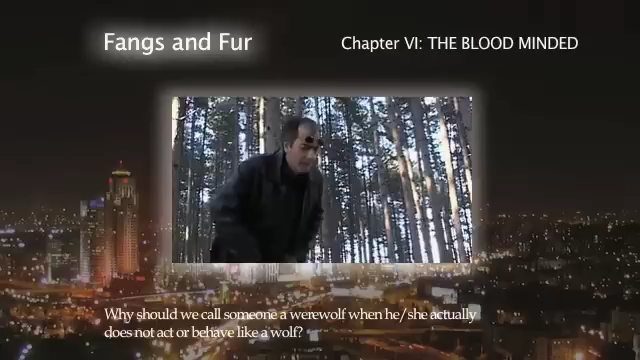 Fangs and Fur
Chapter VI: THE BLOOD MINDED
Why should we call someone a werewolf when he/she actually
does not act or behave like a wolf?